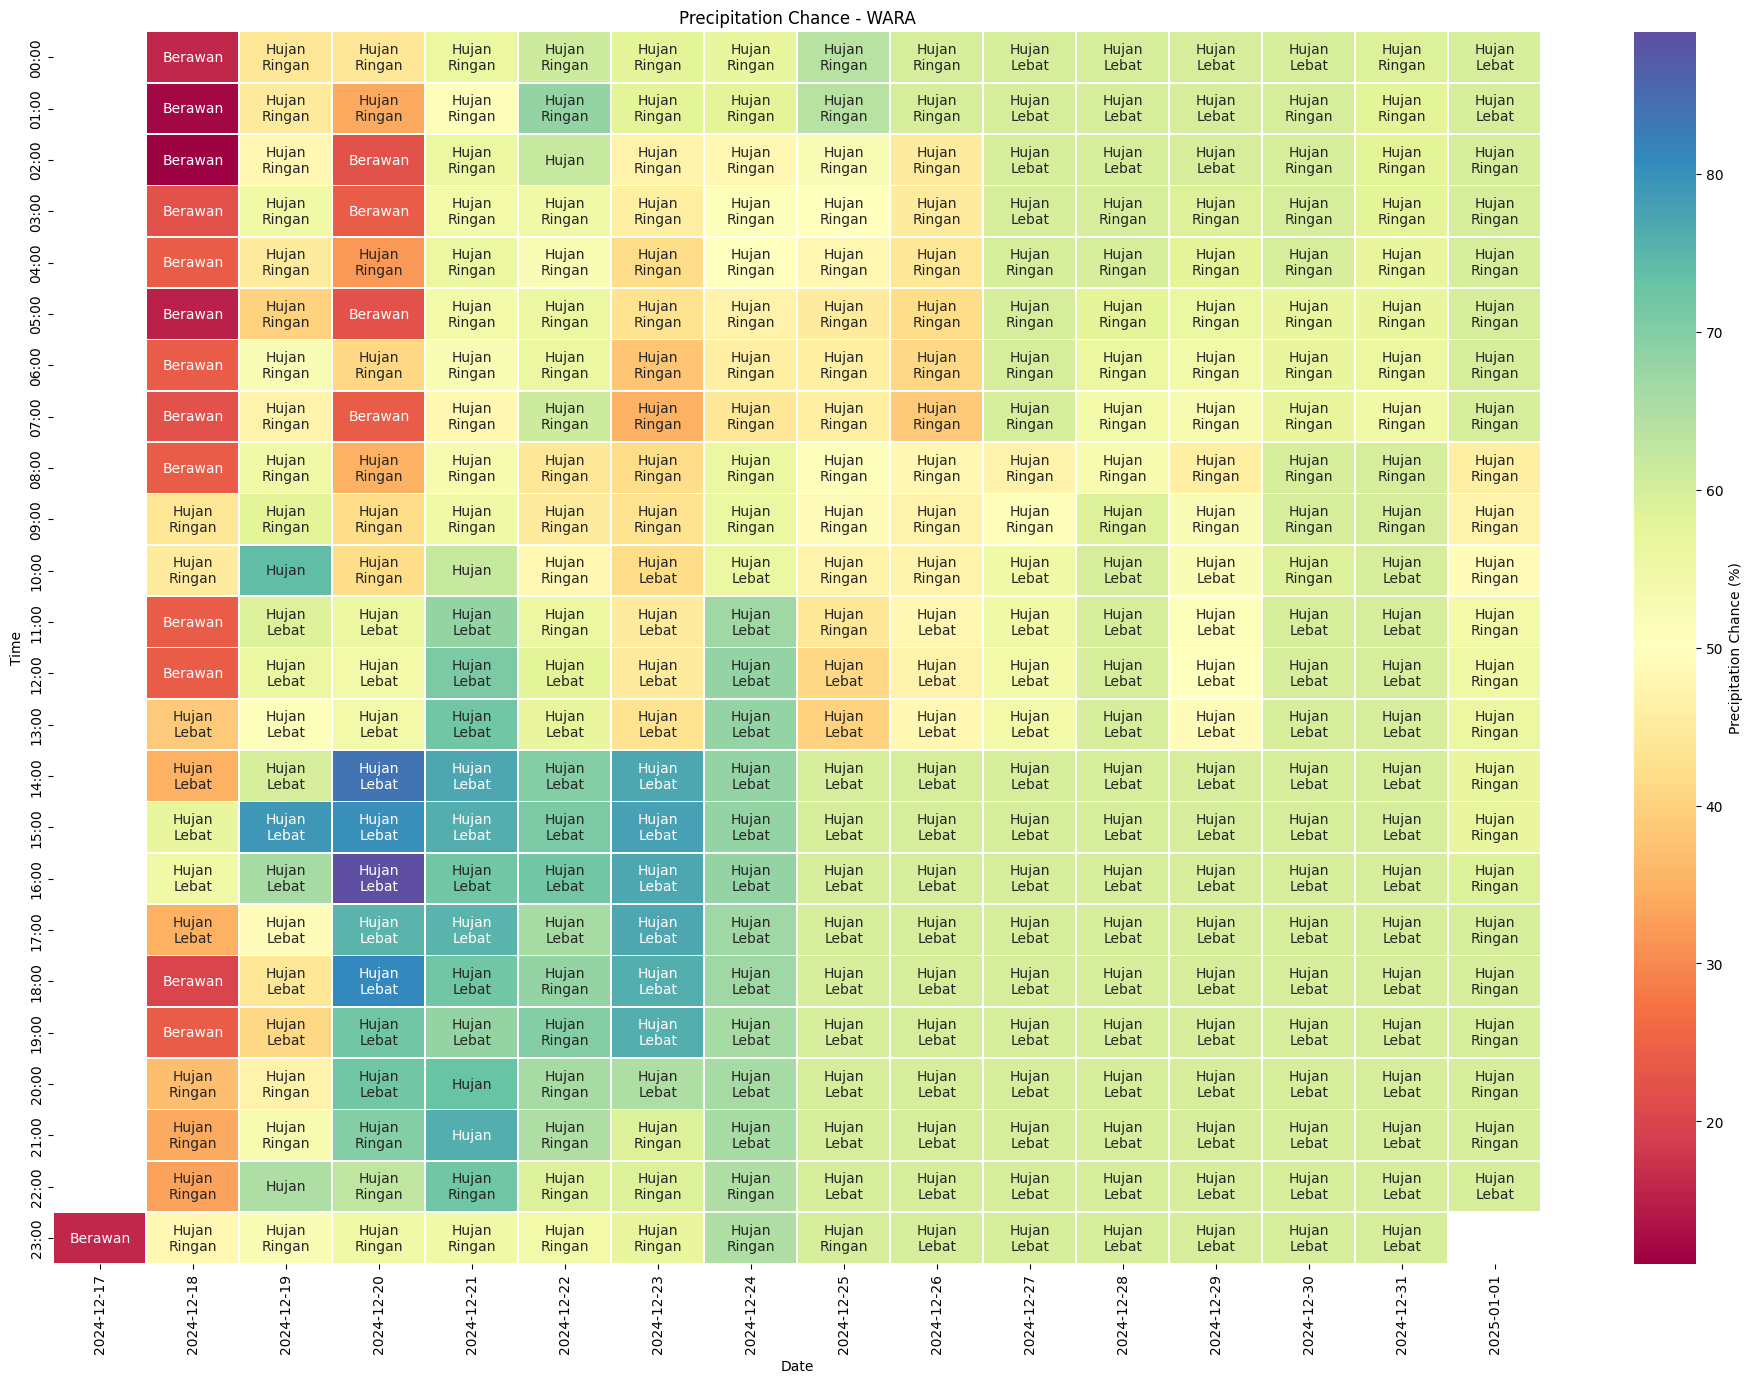 Precipitation Chance - WARA
Time
00:00 Berawan Hujan Ringan Hujan Ringan Hujan Ringan Hujan Ringan Hujan Ringan Hujan Ringan Hujan Ringan Hujan Ringan Hujan Lebat Hujan Lebat Hujan Lebat Hujan Lebat Hujan Ringan Hujan Lebat
01:00 Berawan Hujan Ringan Hujan Ringan Hujan Ringan Hujan Ringan Hujan Ringan Hujan Ringan Hujan Ringan Hujan Ringan Hujan Lebat Hujan Lebat Hujan Lebat Hujan Ringan Hujan Ringan Hujan Lebat
02:00 Berawan Hujan Ringan Berawan Hujan Ringan Hujan Hujan Ringan Hujan Ringan Hujan Ringan Hujan Ringan Hujan Lebat Hujan Lebat Hujan Lebat Hujan Ringan Hujan Ringan Hujan Ringan
03:00 Berawan Hujan Ringan Berawan Hujan Ringan Hujan Ringan Hujan Ringan Hujan Ringan Hujan Ringan Hujan Ringan Hujan Lebat Hujan Ringan Hujan Ringan Hujan Ringan Hujan Ringan Hujan Ringan
04:00 Berawan Hujan Ringan Hujan Ringan Hujan Ringan Hujan Ringan Hujan Ringan Hujan Ringan Hujan Ringan Hujan Ringan Hujan Ringan Hujan Ringan Hujan Ringan Hujan Ringan Hujan Ringan Hujan Ringan
05:00 Berawan Hujan Ringan Berawan Hujan Ringan Hujan Ringan Hujan Ringan Hujan Ringan Hujan Ringan Hujan Ringan Hujan Ringan Hujan Ringan Hujan Ringan Hujan Ringan Hujan Ringan Hujan Ringan
06:00 Berawan Hujan Ringan Hujan Ringan Hujan Ringan Hujan Ringan Hujan Ringan Hujan Ringan Hujan Ringan Hujan Ringan Hujan Ringan Hujan Ringan Hujan Ringan Hujan Ringan Hujan Ringan Hujan Ringan
07:00 Berawan Hujan Ringan Berawan Hujan Ringan Hujan Ringan Hujan Ringan Hujan Ringan Hujan Ringan Hujan Ringan Hujan Ringan Hujan Ringan Hujan Ringan Hujan Ringan Hujan Ringan Hujan Ringan
08:00 Berawan Hujan Ringan Hujan Ringan Hujan Ringan Hujan Ringan Hujan Ringan Hujan Ringan Hujan Ringan Hujan Ringan Hujan Ringan Hujan Ringan Hujan Ringan Hujan Ringan Hujan Ringan Hujan Ringan
09:00 Hujan Ringan Hujan Ringan Hujan Ringan Hujan Ringan Hujan Ringan Hujan Ringan Hujan Ringan Hujan Ringan Hujan Ringan Hujan Ringan Hujan Ringan Hujan Ringan Hujan Ringan Hujan Ringan Hujan Ringan
10:00 Hujan Ringan Hujan Hujan Ringan Hujan Hujan Ringan Hujan Lebat Hujan Lebat Hujan Ringan Hujan Ringan Hujan Lebat Hujan Lebat Hujan Lebat Hujan Ringan Hujan Lebat Hujan Ringan
11:00 Berawan Hujan Lebat Hujan Lebat Hujan Lebat Hujan Ringan Hujan Lebat Hujan Lebat Hujan Ringan Hujan Lebat Hujan Lebat Hujan Lebat Hujan Lebat Hujan Lebat Hujan Lebat Hujan Ringan
12:00 Berawan Hujan Lebat Hujan Lebat Hujan Lebat Hujan Lebat Hujan Lebat Hujan Lebat Hujan Lebat Hujan Lebat Hujan Lebat Hujan Lebat Hujan Lebat Hujan Lebat Hujan Lebat Hujan Ringan
13:00 Hujan Lebat Hujan Lebat Hujan Lebat Hujan Lebat Hujan Lebat Hujan Lebat Hujan Lebat Hujan Lebat Hujan Lebat Hujan Lebat Hujan Lebat Hujan Lebat Hujan Lebat Hujan Lebat Hujan Ringan
14:00 Hujan Lebat Hujan Lebat Hujan Lebat Hujan Lebat Hujan Lebat Hujan Lebat Hujan Lebat Hujan Lebat Hujan Lebat Hujan Lebat Hujan Lebat Hujan Lebat Hujan Lebat Hujan Lebat Hujan Ringan
15:00 Hujan Lebat Hujan Lebat Hujan Lebat Hujan Lebat Hujan Lebat Hujan Lebat Hujan Lebat Hujan Lebat Hujan Lebat Hujan Lebat Hujan Lebat Hujan Lebat Hujan Lebat Hujan Lebat Hujan Ringan
16:00 Hujan Lebat Hujan Lebat Hujan Lebat Hujan Lebat Hujan Lebat Hujan Lebat Hujan Lebat Hujan Lebat Hujan Lebat Hujan Lebat Hujan Lebat Hujan Lebat Hujan Lebat Hujan Lebat Hujan Ringan
17:00 Hujan Lebat Hujan Lebat Hujan Lebat Hujan Lebat Hujan Lebat Hujan Lebat Hujan Lebat Hujan Lebat Hujan Lebat Hujan Lebat Hujan Lebat Hujan Lebat Hujan Lebat Hujan Lebat Hujan Ringan
18:00 Berawan Hujan Lebat Hujan Lebat Hujan Lebat Hujan Ringan Hujan Lebat Hujan Lebat Hujan Lebat Hujan Lebat Hujan Lebat Hujan Lebat Hujan Lebat Hujan Lebat Hujan Lebat Hujan Ringan
19:00 Berawan Hujan Lebat Hujan Lebat Hujan Lebat Hujan Ringan Hujan Lebat Hujan Lebat Hujan Lebat Hujan Lebat Hujan Lebat Hujan Lebat Hujan Lebat Hujan Lebat Hujan Lebat Hujan Ringan
20:00 Hujan Ringan Hujan Ringan Hujan Lebat Hujan Hujan Ringan Hujan Lebat Hujan Lebat Hujan Lebat Hujan Lebat Hujan Lebat Hujan Lebat Hujan Lebat Hujan Lebat Hujan Lebat Hujan Ringan
21:00 Hujan Ringan Hujan Ringan Hujan Ringan Hujan Hujan Ringan Hujan Ringan Hujan Lebat Hujan Lebat Hujan Lebat Hujan Lebat Hujan Lebat Hujan Lebat Hujan Lebat Hujan Lebat Hujan Ringan
22:00 Hujan Ringan Hujan Hujan Ringan Hujan Ringan Hujan Ringan Hujan Ringan Hujan Ringan Hujan Lebat Hujan Lebat Hujan Lebat Hujan Lebat Hujan Lebat Hujan Lebat Hujan Lebat Hujan Lebat
23:00 Berawan Hujan Ringan Hujan Ringan Hujan Ringan Hujan Ringan Hujan Ringan Hujan Ringan Hujan Ringan Hujan Ringan Hujan Lebat Hujan Lebat Hujan Lebat Hujan Lebat Hujan Lebat Hujan Lebat
2024-12-17 2024-12-18 2024-12-19 2024-12-20 2024-12-21 2024-12-22 2024-12-23 2024-12-24 2024-12-25 2024-12-26 2024-12-27 2024-12-28 2024-12-29 2024-12-30 2024-12-31 2025-01-01
Date
80
70
60
50
40
30
20
Precipitation Chance (%)